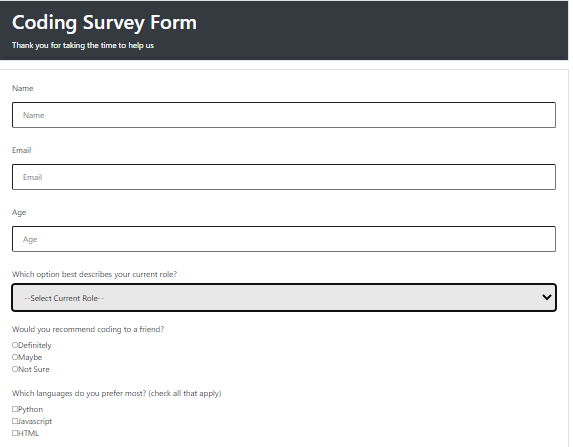 Coding Survey Form
Thank you for taking the time to help us
Name
Name
Email
Email
Age
Age
Which option best describes your current role?
--Select Current Role--
Would you recommend coding to a friend?
Definitely
Maybe
Not Sure
Which languages do you prefer most? (check all that apply)
Python
Javascript
HTML